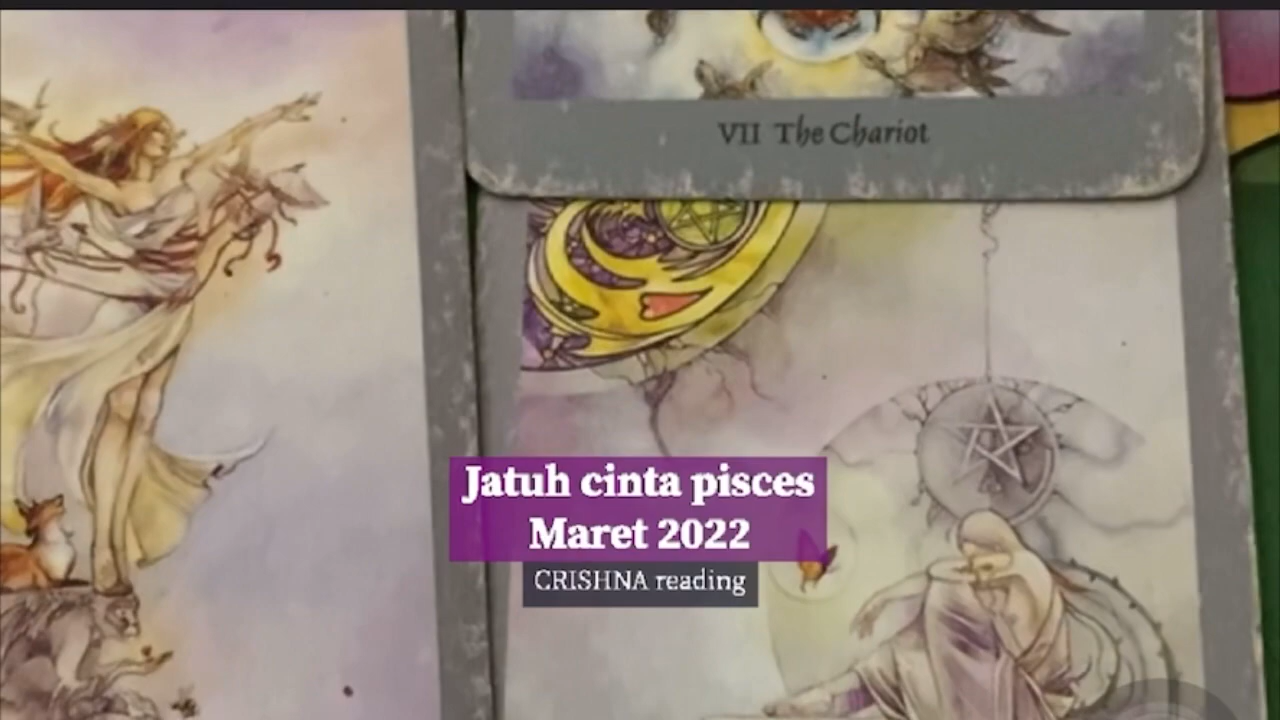 VII The Chariot
Jatuh cinta pisces
Maret 2022
CRISHNA reading